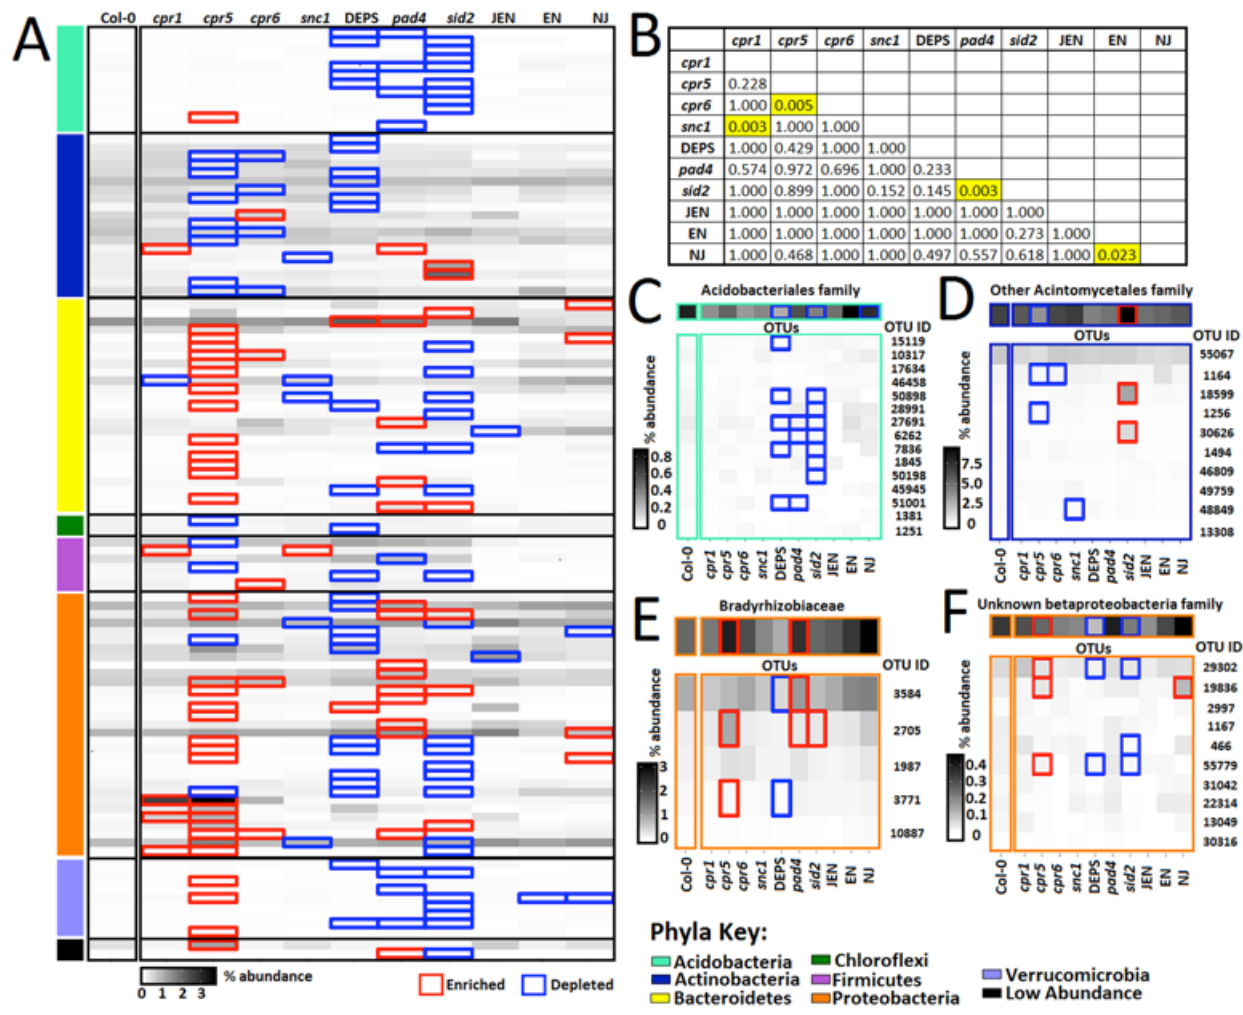 A
Col-0 cpr1 cpr5 cpr6 snc1 DEPS pad4 sid2 JEN EN NJ
% abundance
0 1 2 3
Enriched
Depleted
B
cpr1 cpr5 cpr6 snc1 DEPS pad4 sid2 JEN EN NJ
cpr1
cpr5 0.228
cpr6 1.000 0.005
snc1 0.003 1.000 1.000
DEPS 1.000 0.429 1.000 1.000
pad4 0.574 0.972 0.696 1.000 0.233
sid2 1.000 0.899 1.000 0.152 0.145 0.003
JEN 1.000 1.000 1.000 1.000 1.000 1.000 1.000
EN 1.000 1.000 1.000 1.000 1.000 1.000 0.273 1.000
NJ 1.000 0.468 1.000 1.000 0.497 0.557 0.618 1.000 0.023
C
Acidobacteriales family
OTUs
OTU ID
15119
10317
17634
46458
50898
28991
27691
6262
7836
1845
50198
45945
51001
1381
1251
% abundance
0.8
0.6
0.4
0.2
0
Col-0 cpr1 cpr5 cpr6 snc1 DEPS pad4 sid2 JEN EN NJ
D
Other Acintomycetales family
OTUs
OTU ID
55067
1164
18599
1256
30626
1494
46809
49759
48849
13308
% abundance
7.5
5.0
2.5
0
Col-0 cpr1 cpr5 cpr6 snc1 DEPS pad4 sid2 JEN EN NJ
E
Bradyrhizobiaceae
OTUs
OTU ID
3584
2705
1987
3771
10887
% abundance
3
2
1
0
Col-0 cpr1 cpr5 cpr6 snc1 DEPS pad4 sid2 JEN EN NJ
F
Unknown betaproteobacteria family
OTUs
OTU ID
29302
19836
2997
1167
466
55779
31042
22314
13049
30316
% abundance
0.4
0.3
0.2
0.1
0
Col-0 cpr1 cpr5 cpr6 snc1 DEPS pad4 sid2 JEN EN NJ
Phyla Key:
Acidobacteria
Actinobacteria
Bacteroidetes
Chloroflexi
Firmicutes
Proteobacteria
Verrucomicrobia
Low Abundance